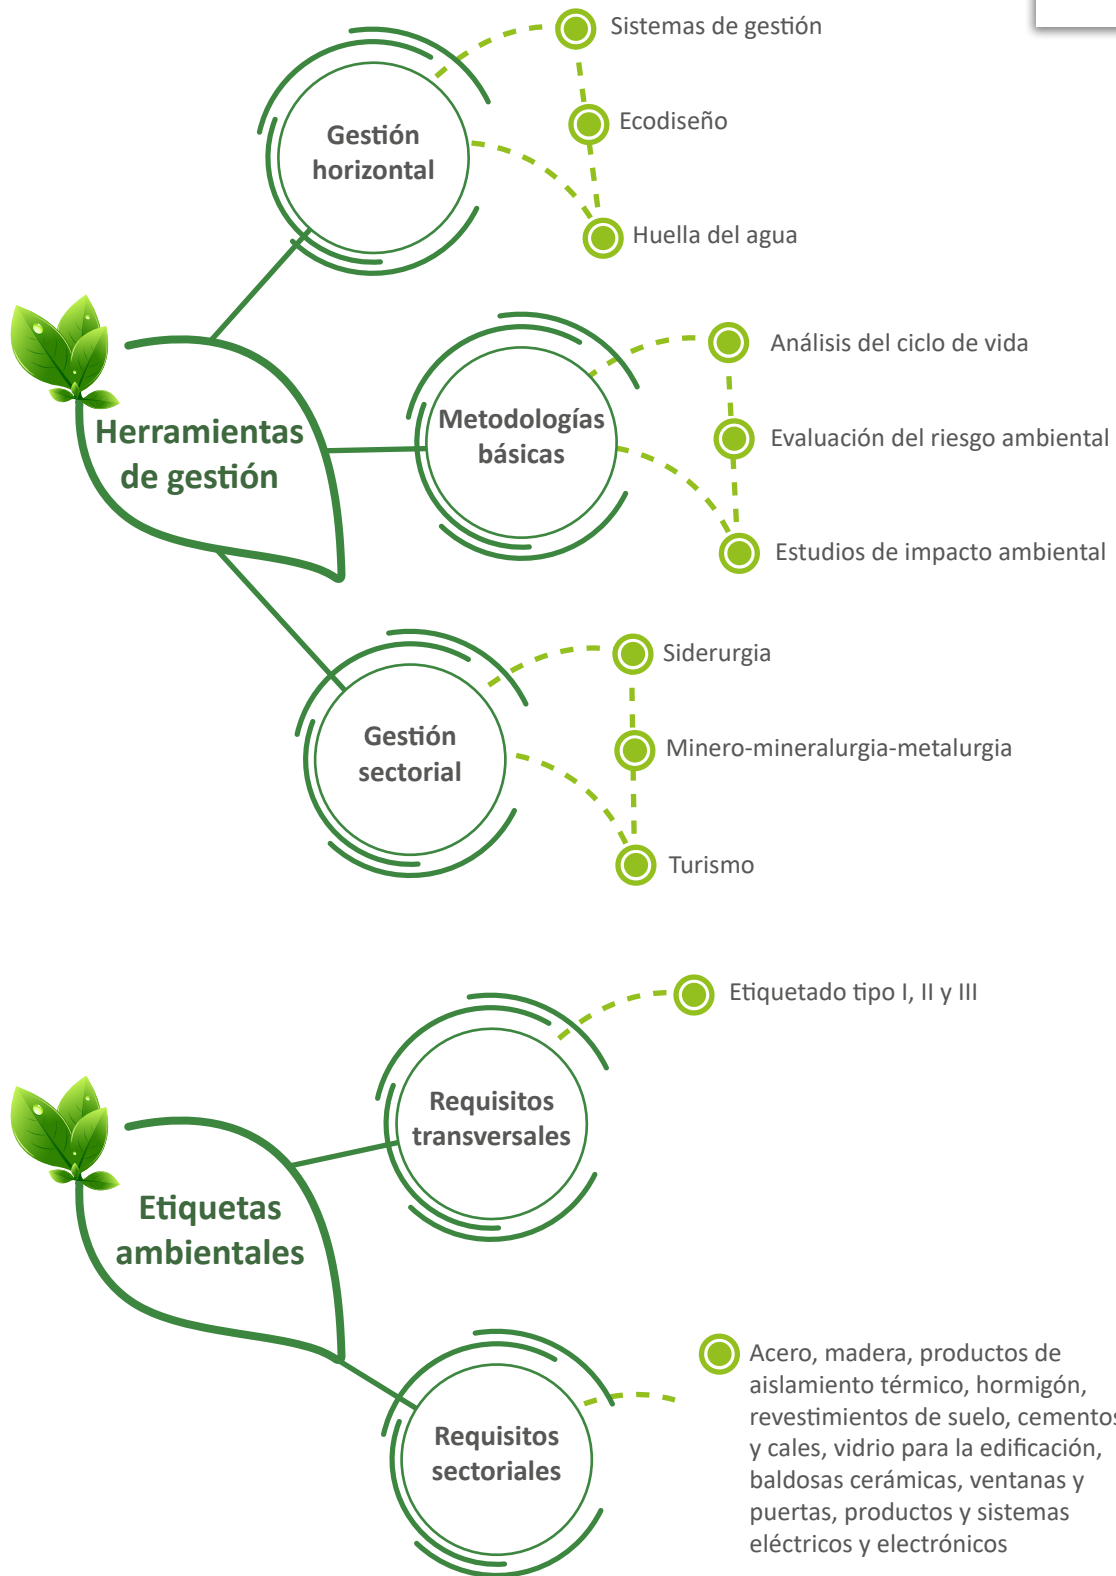 Sistemas de gestión
Ecodiseño
Huella del agua
Gestión
horizontal
Análisis del ciclo de vida
Evaluación del riesgo ambiental
Estudios de impacto ambiental
Metodologías
básicas
Herramientas
de gestión
Siderurgia
Minero-mineralurgia-metalurgia
Turismo
Gestión
sectorial
Etiquetado tipo I, II y III
Requisitos
transversales
Etiquetas
ambientales
Acero, madera, productos de
aislamiento térmico, hormigón,
revestimientos de suelo, cementos
y cales, vidrio para la edificación,
baldosas cerámicas, ventanas y
puertas, productos y sistemas
eléctricos y electrónicos
Requisitos
sectoriales